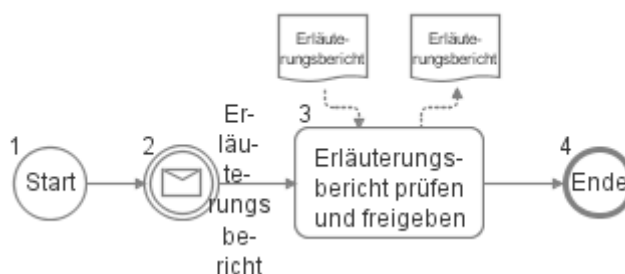 Erläute-
rungsbericht
Erläute-
rungsbericht
1
Start
2
Er-
läu-
te-
rungs
be-
richt
3
Erläuterungs-
bericht prüfen
und freigeben
4
Ende